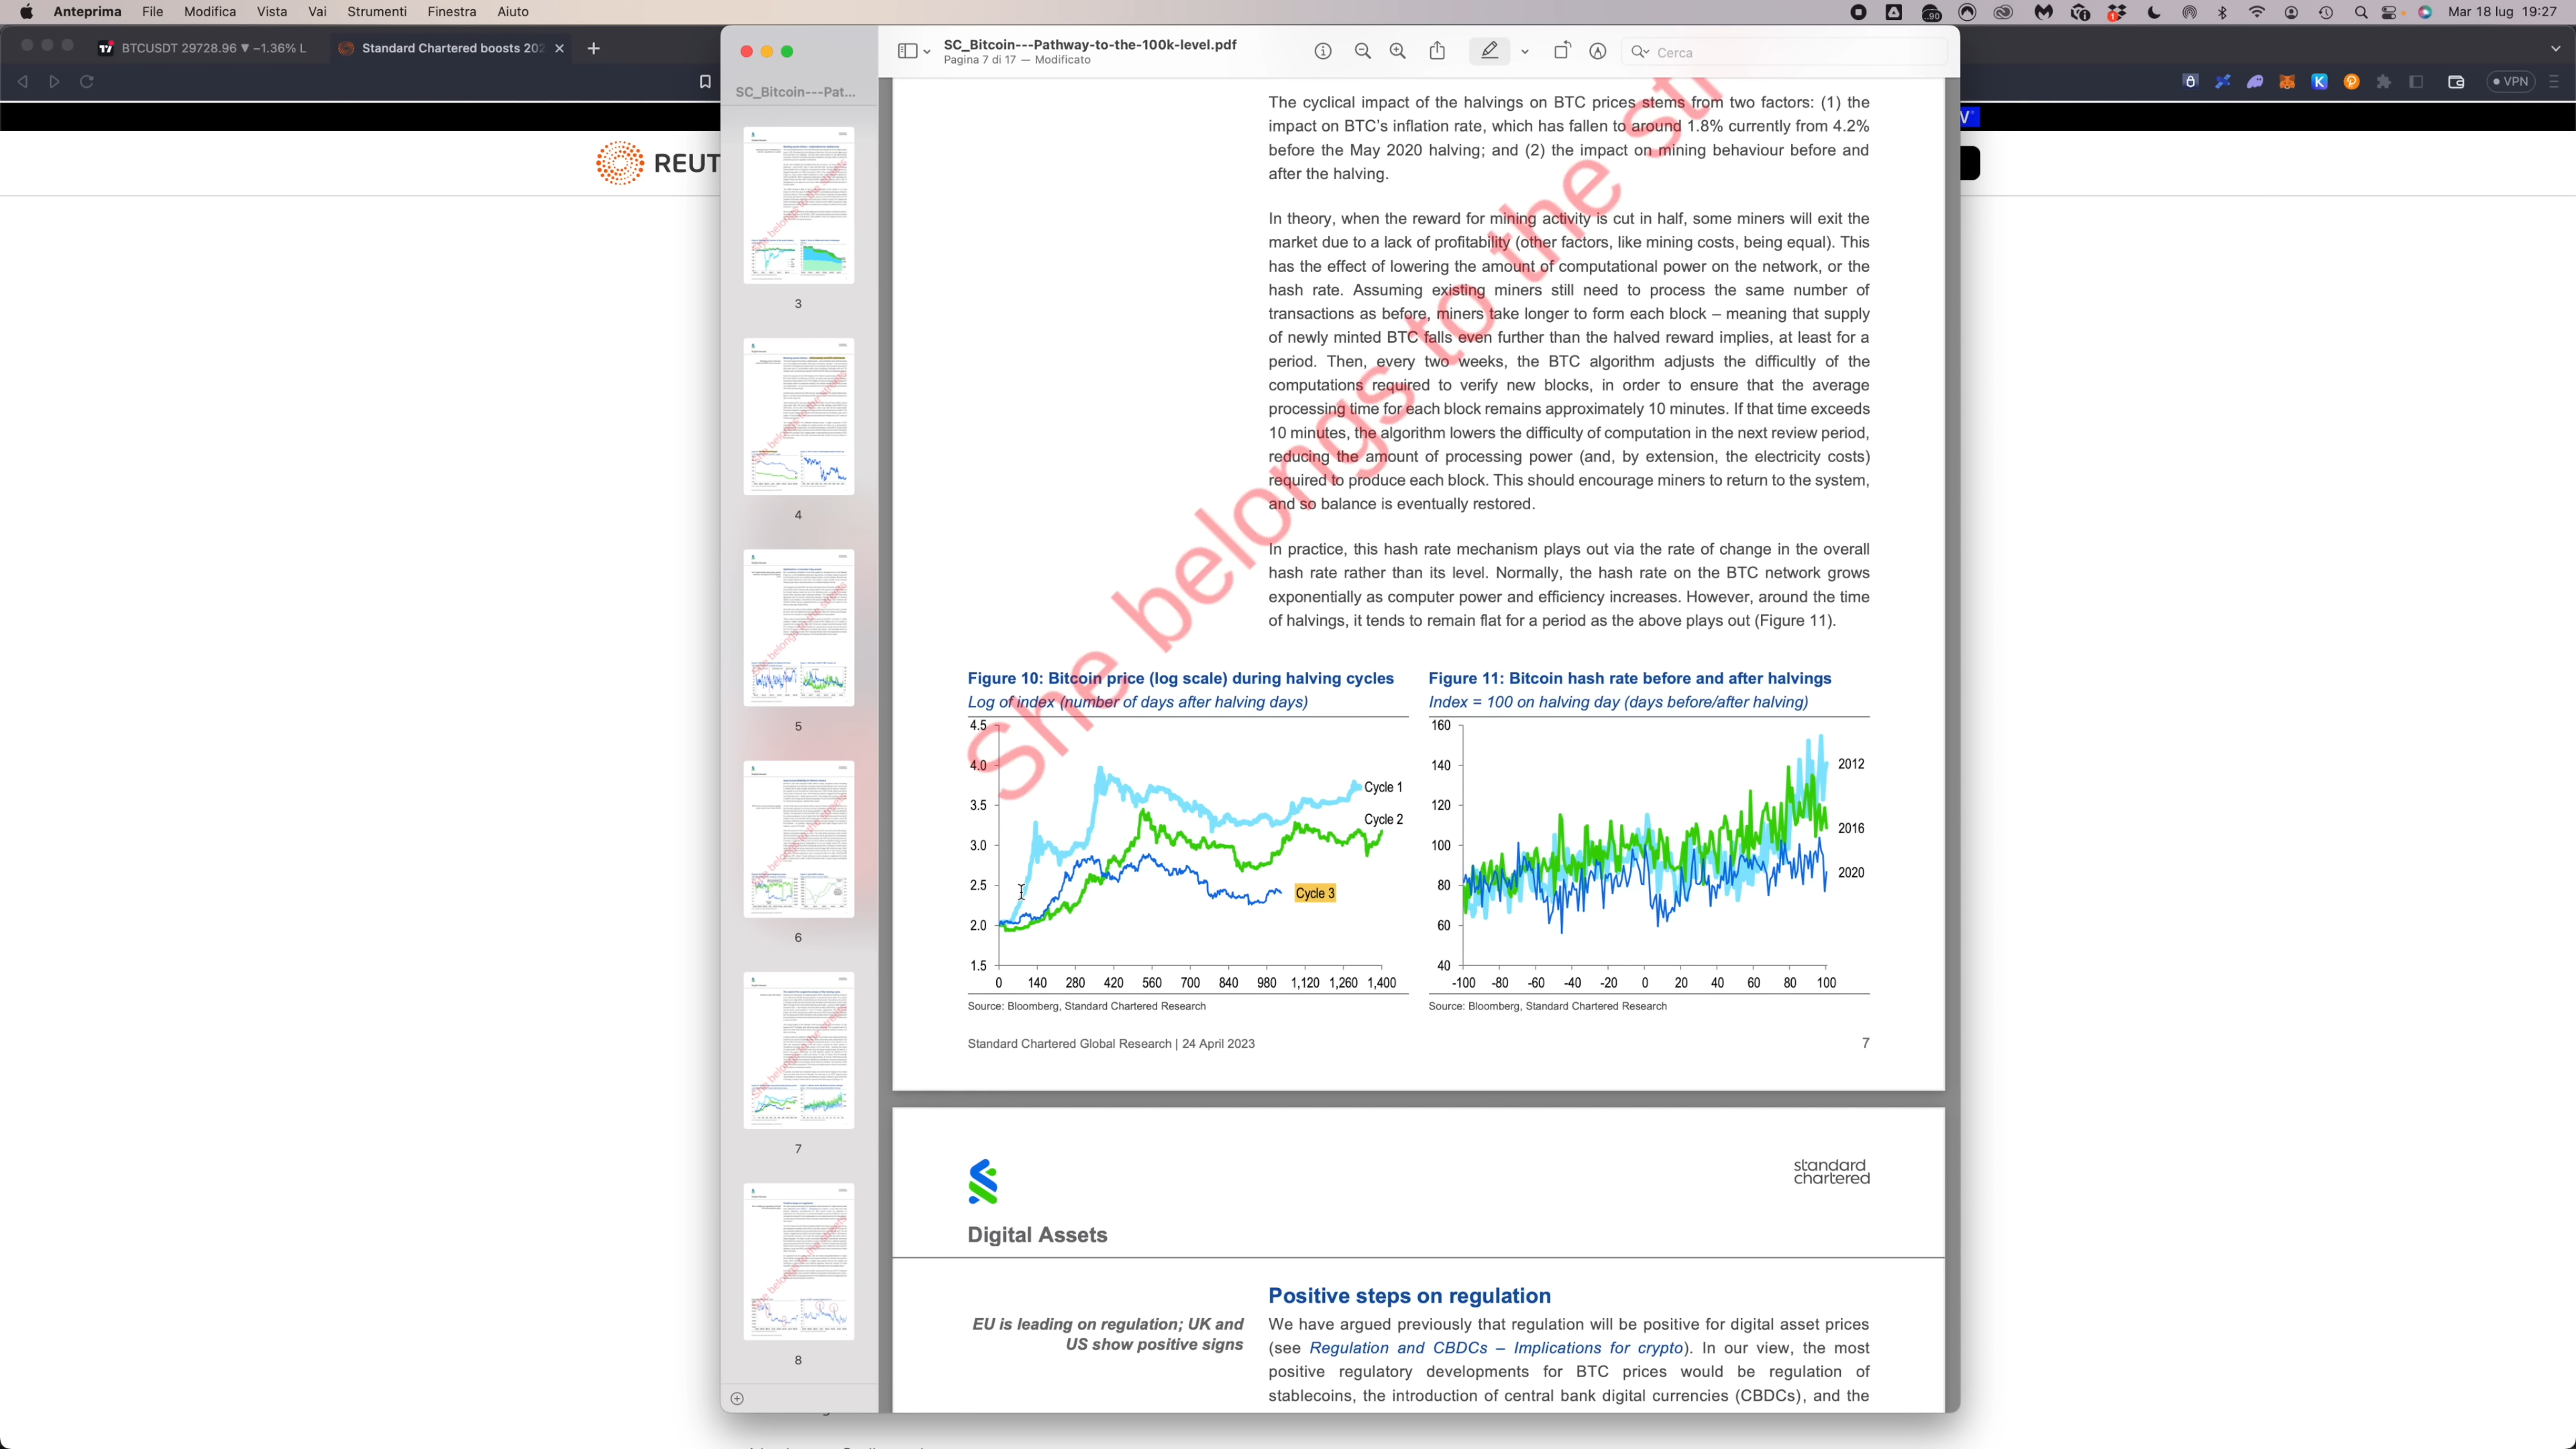 Anteprima File Modifica Vista Vai Strumenti Finestra Aiuto
.90
1
Mar 18 lug 19:27
BTCUSDT 29728.96 ▼ −1.36% L
Standard Chartered boosts 202
VPN
REUT
SC_Bitcoin---Pat...
3
4
5
6
7
8
SC_Bitcoin---Pathway-to-the-100k-level.pdf
Pagina 7 di 17 — Modificato
Cerca
The cyclical impact of the halvings on BTC prices stems from two factors: (1) the
impact on BTC's inflation rate, which has fallen to around 1.8% currently from 4.2%
before the May 2020 halving; and (2) the impact on mining behaviour before and
after the halving.
In theory, when the reward for mining activity is cut in half, some miners will exit the
market due to a lack of profitability (other factors, like mining costs, being equal). This
has the effect of lowering the amount of computational power on the network, or the
hash rate. Assuming existing miners still need to process the same number of
transactions as before, miners take longer to form each block – meaning that supply
of newly minted BTC falls even further than the halved reward implies, at least for a
period. Then, every two weeks, the BTC algorithm adjusts the difficultly of the
computations required to verify new blocks, in order to ensure that the average
processing time for each block remains approximately 10 minutes. If that time exceeds
10 minutes, the algorithm lowers the difficulty of computation in the next review period,
reducing the amount of processing power (and, by extension, the electricity costs)
required to produce each block. This should encourage miners to return to the system,
and so balance is eventually restored.
In practice, this hash rate mechanism plays out via the rate of change in the overall
hash rate rather than its level. Normally, the hash rate on the BTC network grows
exponentially as computer power and efficiency increases. However, around the time
of halvings, it tends to remain flat for a period as the above plays out (Figure 11).
She belongs to the st
Figure 10: Bitcoin price (log scale) during halving cycles
Log of index (number of days after halving days)
4.5
4.0
3.5
3.0
2.5
2.0
1.5
Cycle 1
Cycle 2
Cycle 3
0 140 280 420 560 700 840 980 1,120 1,260 1,400
Source: Bloomberg, Standard Chartered Research
Figure 11: Bitcoin hash rate before and after halvings
Index = 100 on halving day (days before/after halving)
160
140
120
100
80
60
40
2012
2016
2020
-100 -80 -60 -40 -20 0 20 40 60 80 100
Source: Bloomberg, Standard Chartered Research
Standard Chartered Global Research | 24 April 2023
7
standard
chartered
Digital Assets
Positive steps on regulation
EU is leading on regulation; UK and
US show positive signs
We have argued previously that regulation will be positive for digital asset prices
(see Regulation and CBDCs – Implications for crypto). In our view, the most
positive regulatory developments for BTC prices would be regulation of
stablecoins, the introduction of central bank digital currencies (CBDCs), and the